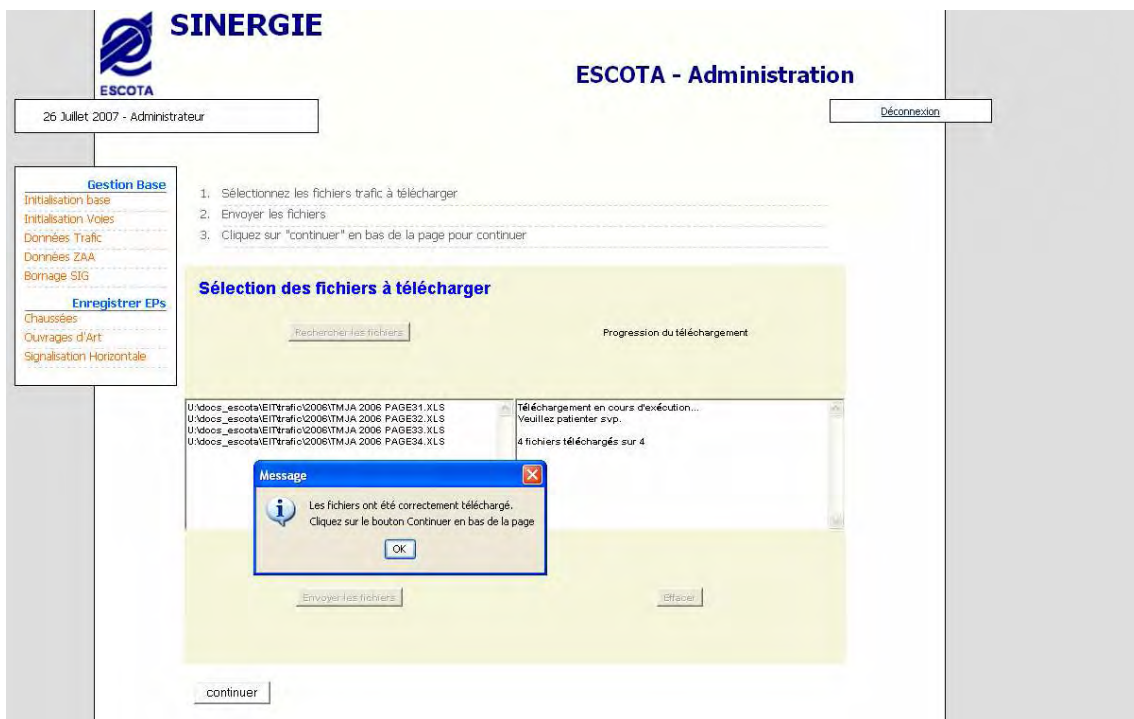 SINERGIE
ESCOTA
ESCOTA - Administration
26 Juillet 2007 - Administrateur
Déconnexion
Gestion Base
Initialisation base
Initialisation Voies
Données Trafic
Données ZAA
Bornage SIG
Enregistrer EPs
Chaussées
Ouvrages d'Art
Signalisation Horizontale
1. Sélectionnez les fichiers trafic à télécharger
2. Envoyer les fichiers
3. Cliquez sur "continuer" en bas de la page pour continuer
Sélection des fichiers à télécharger
Rechercher les fichiers
Progression du téléchargement
U:\docs_escota\EIT\trafic\2006\TMJA 2006 PAGE31.XLS
U:\docs_escota\EIT\trafic\2006\TMJA 2006 PAGE32.XLS
U:\docs_escota\EIT\trafic\2006\TMJA 2006 PAGE33.XLS
U:\docs_escota\EIT\trafic\2006\TMJA 2006 PAGE34.XLS
Téléchargement en cours d'exécution...
Veuillez patienter svp.
4 fichiers téléchargés sur 4
Message
Les fichiers ont été correctement téléchargé.
Cliquez sur le bouton Continuer en bas de la page
OK
Envoyer les fichiers
Effacer
continuer